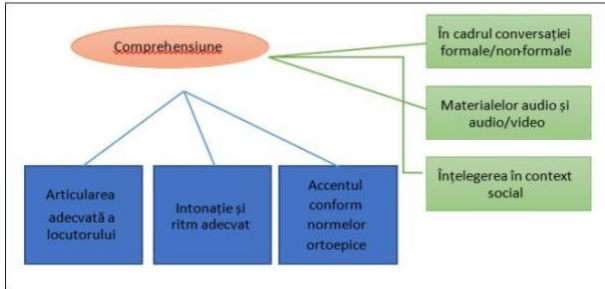 Comprehensiune
În cadrul conversației
formale/non-formale
Materialelor audio și
audio/video
Înțelegerea în context
social
Articularea
adecvată a
locutorului
Intonație și
ritm adecvat
Accentul
conform
normelor
ortoepice